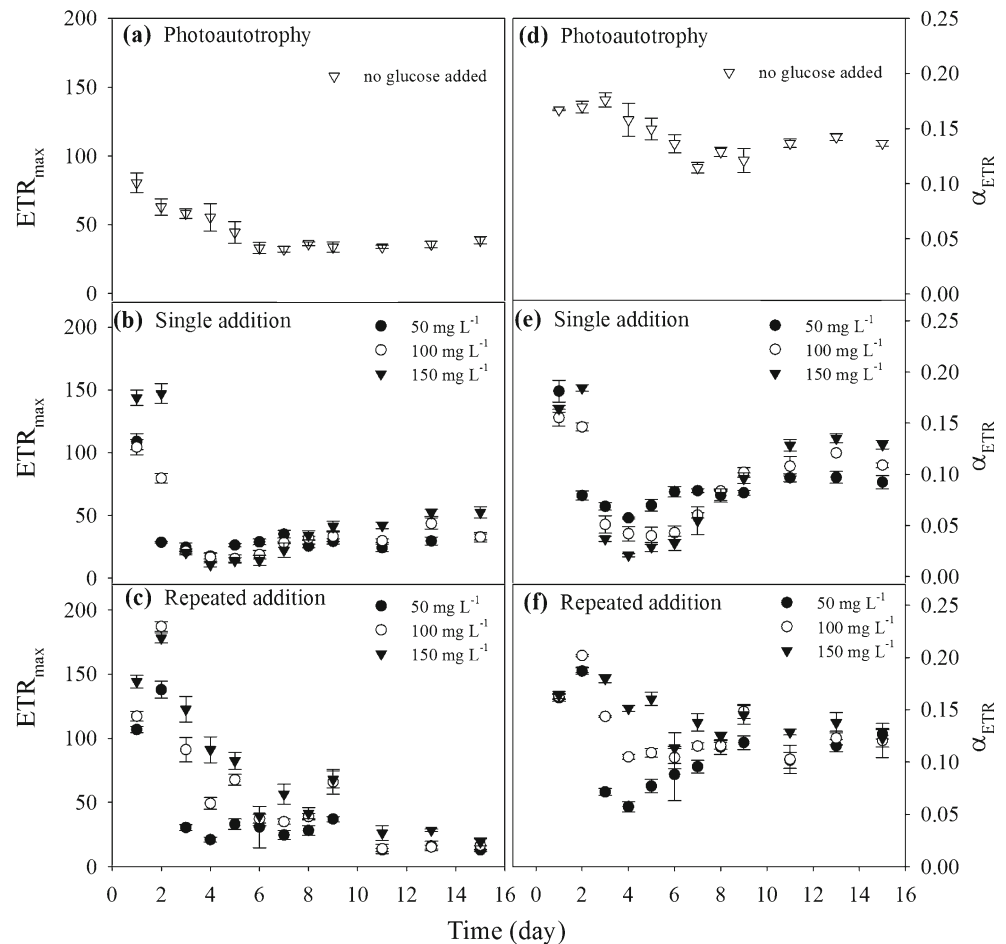 (a) Photoautotrophy
no glucose added
ETRmax
200
150
100
50
0
(d) Photoautotrophy
no glucose added
αETR
0.25
0.20
0.15
0.10
0.05
0.00
(b) Single addition
50 mg L-1
100 mg L-1
150 mg L-1
ETRmax
200
150
100
50
0
(e) Single addition
50 mg L-1
100 mg L-1
150 mg L-1
αETR
0.25
0.20
0.15
0.10
0.05
0.00
(c) Repeated addition
50 mg L-1
100 mg L-1
150 mg L-1
ETRmax
200
150
100
50
0
(f) Repeated addition
50 mg L-1
100 mg L-1
150 mg L-1
αETR
0.25
0.20
0.15
0.10
0.05
0.00
0 2 4 6 8 10 12 14 16
0 2 4 6 8 10 12 14 16
Time (day)